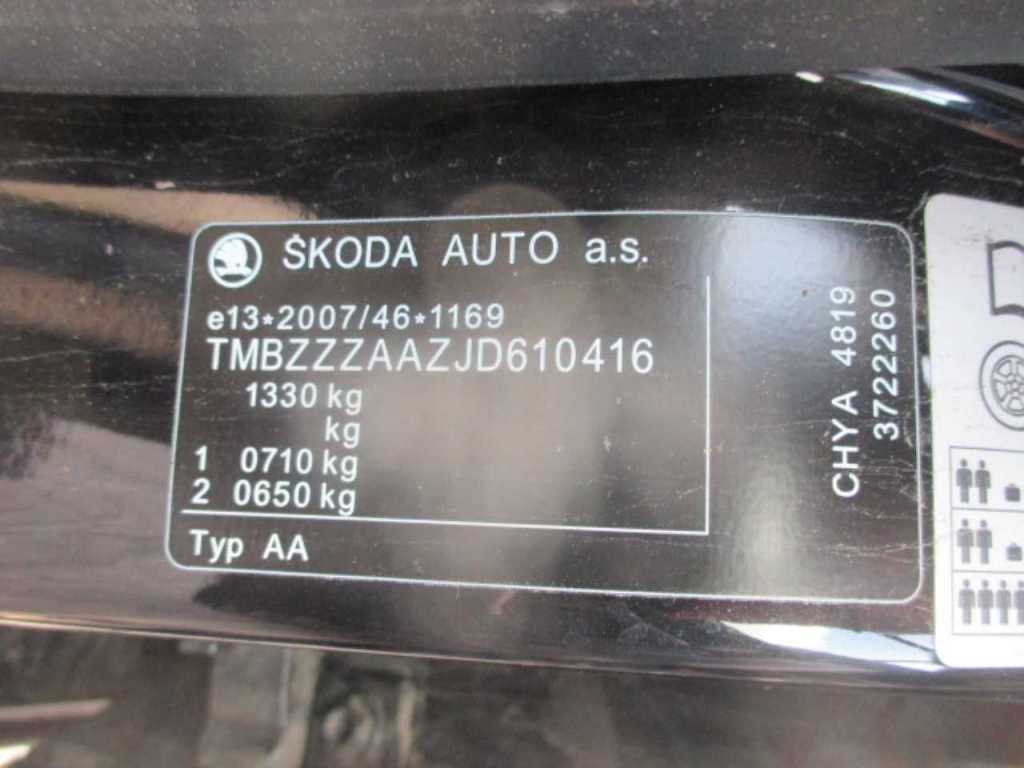 ŠKODA AUTO a.s.
e13*2007/46*1169
TMBZZZAAZJD610416
1330 kg
kg
1 0710 kg
2 0650 kg
Typ AA
CHYA 4819
3722260